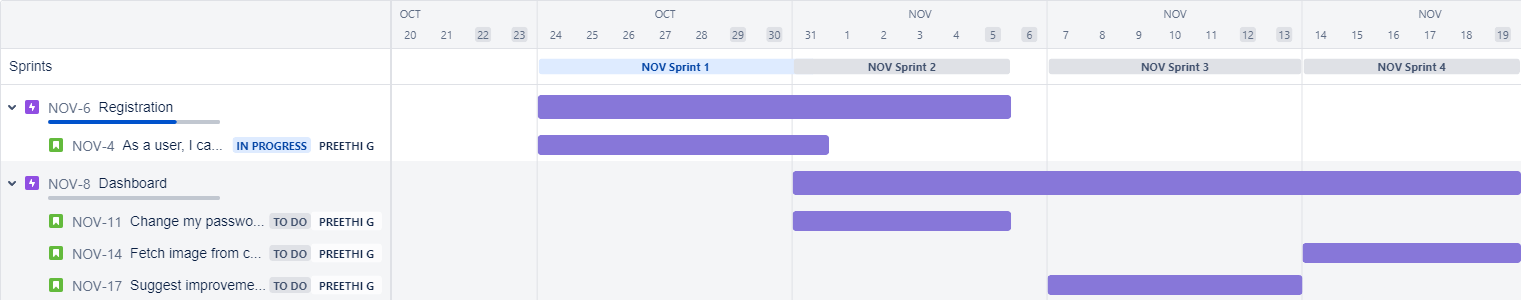 OCT OCT NOV NOV NOV
20 21 22 23 24 25 26 27 28 29 30 31 1 2 3 4 5 6 7 8 9 10 11 12 13 14 15 16 17 18 19
Sprints NOV Sprint 1 NOV Sprint 2 NOV Sprint 3 NOV Sprint 4
NOV-6 Registration
NOV-4 As a user, I ca... IN PROGRESS PREETHI G
NOV-8 Dashboard
NOV-11 Change my passwo... TO DO PREETHI G
NOV-14 Fetch image from c... TO DO PREETHI G
NOV-17 Suggest improveme... TO DO PREETHI G